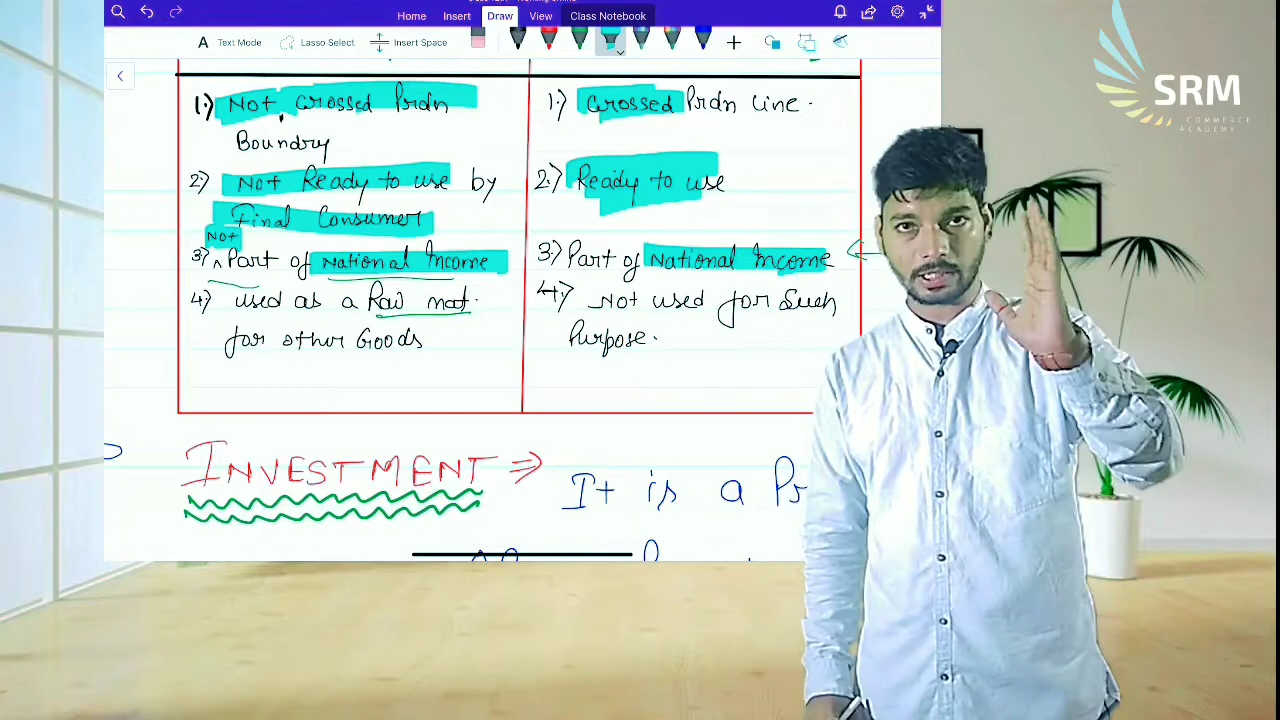 Home Insert Draw View Class Notebook
A Text Mode Lasso Select Insert Space
SRM
COMMERCE
ACADEMY
1.) Not crossed Prdn
Boundry
2) Not Ready to use by
Final Consumer
Not
3) ^ Part of National Income
4) used as a Raw mat.
for other Goods
1.) Crossed Prdn Line.
2.) Ready to use
3.) Part of National Income
4.) Not used for Such
Purpose.
INVESTMENT ⇒ It is a Pr